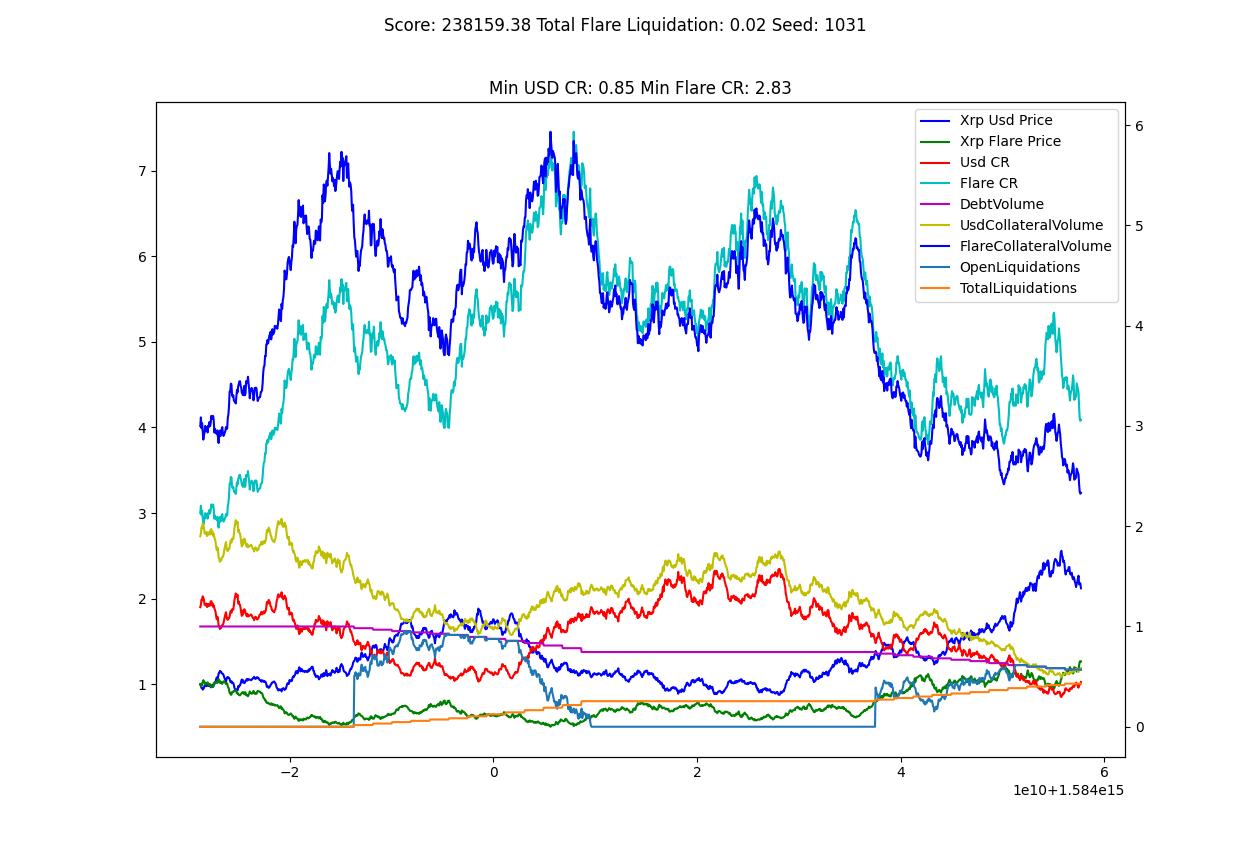 Score: 238159.38 Total Flare Liquidation: 0.02 Seed: 1031
Min USD CR: 0.85 Min Flare CR: 2.83
Xrp Usd Price
Xrp Flare Price
Usd CR
Flare CR
DebtVolume
UsdCollateralVolume
FlareCollateralVolume
OpenLiquidations
TotalLiquidations
7
6
5
4
3
2
1
6
5
4
3
2
1
0
−2
0
2
4
6
1e10+1.584e15